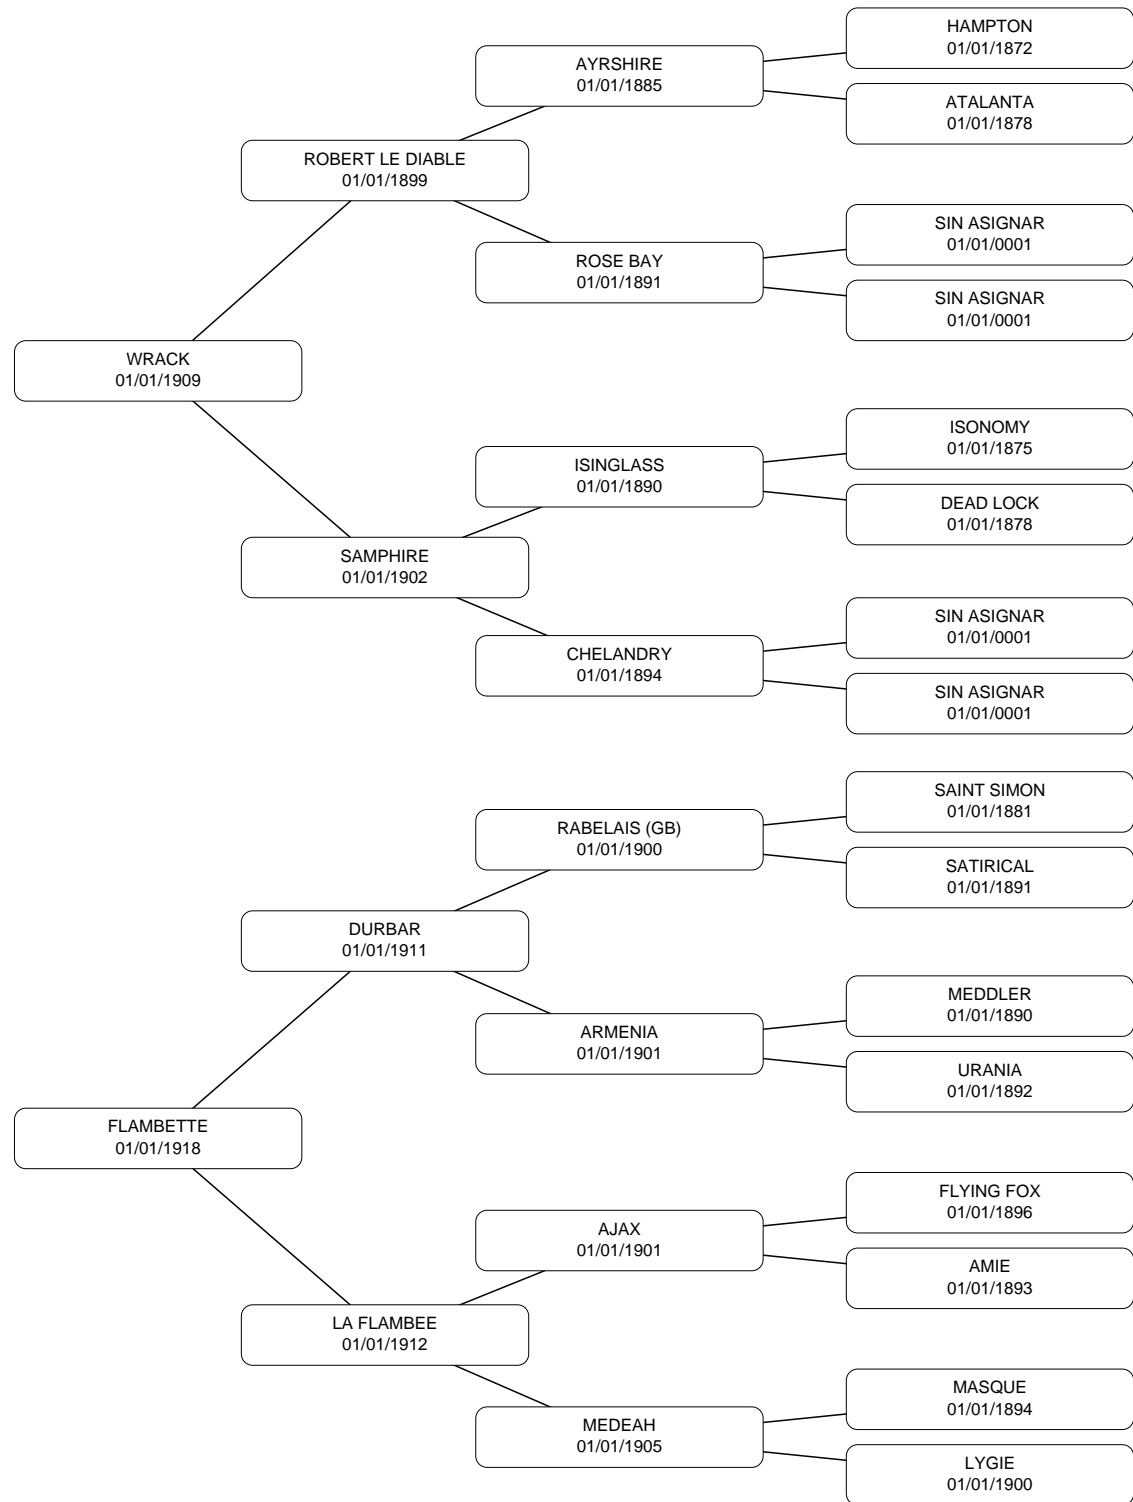 HAMPTON
01/01/1872
AYRSHIRE
01/01/1885
ATALANTA
01/01/1878
ROBERT LE DIABLE
01/01/1899
SIN ASIGNAR
01/01/0001
ROSE BAY
01/01/1891
SIN ASIGNAR
01/01/0001
WRACK
01/01/1909
ISONOMY
01/01/1875
ISINGLASS
01/01/1890
DEAD LOCK
01/01/1878
SAMPHIRE
01/01/1902
SIN ASIGNAR
01/01/0001
CHELANDRY
01/01/1894
SIN ASIGNAR
01/01/0001
SAINT SIMON
01/01/1881
RABELAIS (GB)
01/01/1900
SATIRICAL
01/01/1891
DURBAR
01/01/1911
MEDDLER
01/01/1890
ARMENIA
01/01/1901
URANIA
01/01/1892
FLAMBETTE
01/01/1918
FLYING FOX
01/01/1896
AJAX
01/01/1901
AMIE
01/01/1893
LA FLAMBEE
01/01/1912
MASQUE
01/01/1894
MEDEAH
01/01/1905
LYGIE
01/01/1900